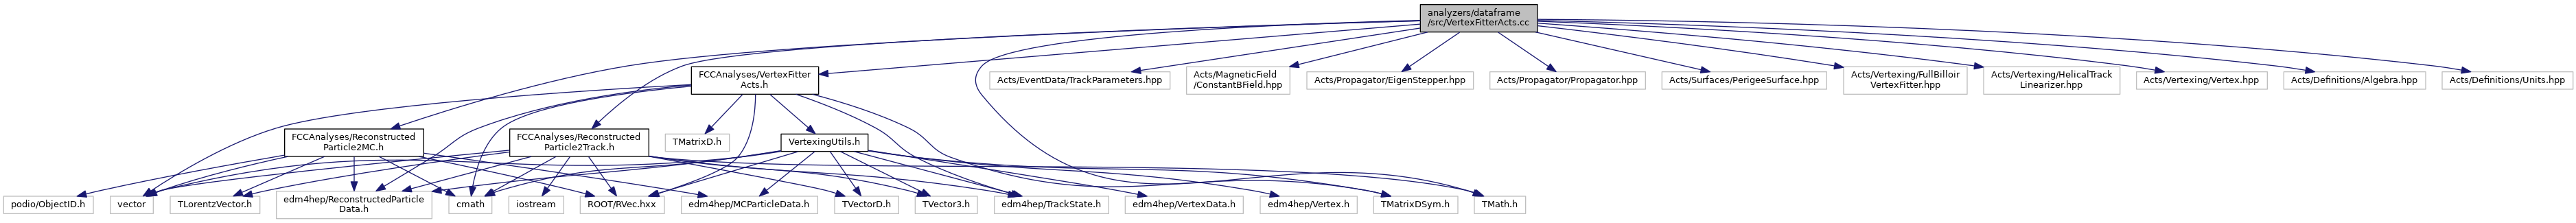 analyzers/dataframe
/src/VertexFitterActs.cc
FCCAnalyses/VertexFitter
Acts.h
Acts/EventData/TrackParameters.hpp
Acts/MagneticField
/ConstantBField.hpp
Acts/Propagator/EigenStepper.hpp
Acts/Propagator/Propagator.hpp
Acts/Surfaces/PerigeeSurface.hpp
Acts/Vertexing/FullBilloir
VertexFitter.hpp
Acts/Vertexing/HelicalTrack
Linearizer.hpp
Acts/Vertexing/Vertex.hpp
Acts/Definitions/Algebra.hpp
Acts/Definitions/Units.hpp
FCCAnalyses/Reconstructed
Particle2MC.h
FCCAnalyses/Reconstructed
Particle2Track.h
TMatrixD.h
VertexingUtils.h
podio/ObjectID.h
vector
TLorentzVector.h
edm4hep/ReconstructedParticle
Data.h
cmath
iostream
ROOT/RVec.hxx
edm4hep/MCParticleData.h
TVectorD.h
TVector3.h
edm4hep/TrackState.h
edm4hep/VertexData.h
edm4hep/Vertex.h
TMatrixDSym.h
TMath.h